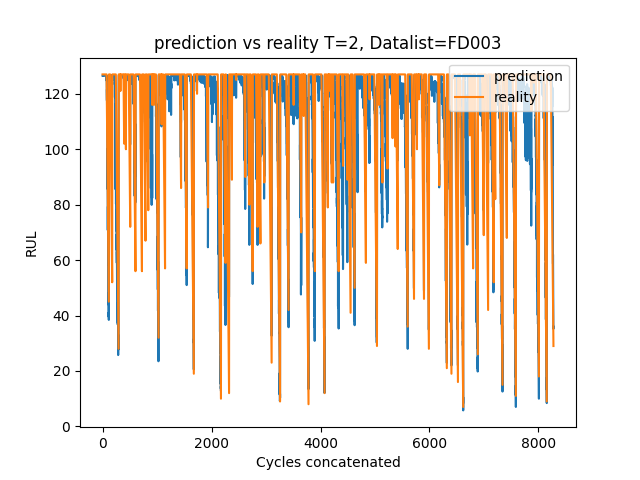 prediction vs reality T=2, Datalist=FD003
prediction
reality
RUL
120
100
80
60
40
20
0
0 2000 4000 6000 8000
Cycles concatenated